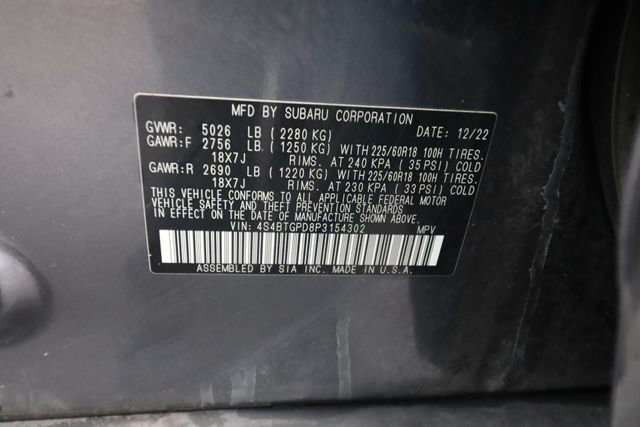 MFD BY SUBARU CORPORATION
GVWR: 5026 LB ( 2280 KG) DATE: 12/22
GAWR:F 2756 LB ( 1250 KG) WITH 225/60R18 100H TIRES.
18X7J RIMS. AT 240 KPA ( 35 PSI) COLD
GAWR:R 2690 LB ( 1220 KG) WITH 225/60R18 100H TIRES.
18X7J RIMS. AT 230 KPA ( 33 PSI) COLD
THIS VEHICLE CONFORMS TO ALL APPLICABLE FEDERAL MOTOR
VEHICLE SAFETY AND THEFT PREVENTION STANDARDS
IN EFFECT ON THE DATE OF MANUFACTURE SHOWN ABOVE.
VIN: 4S4BTGPD8P3154302 MPV
ASSEMBLED BY SIA INC. MADE IN U.S.A.